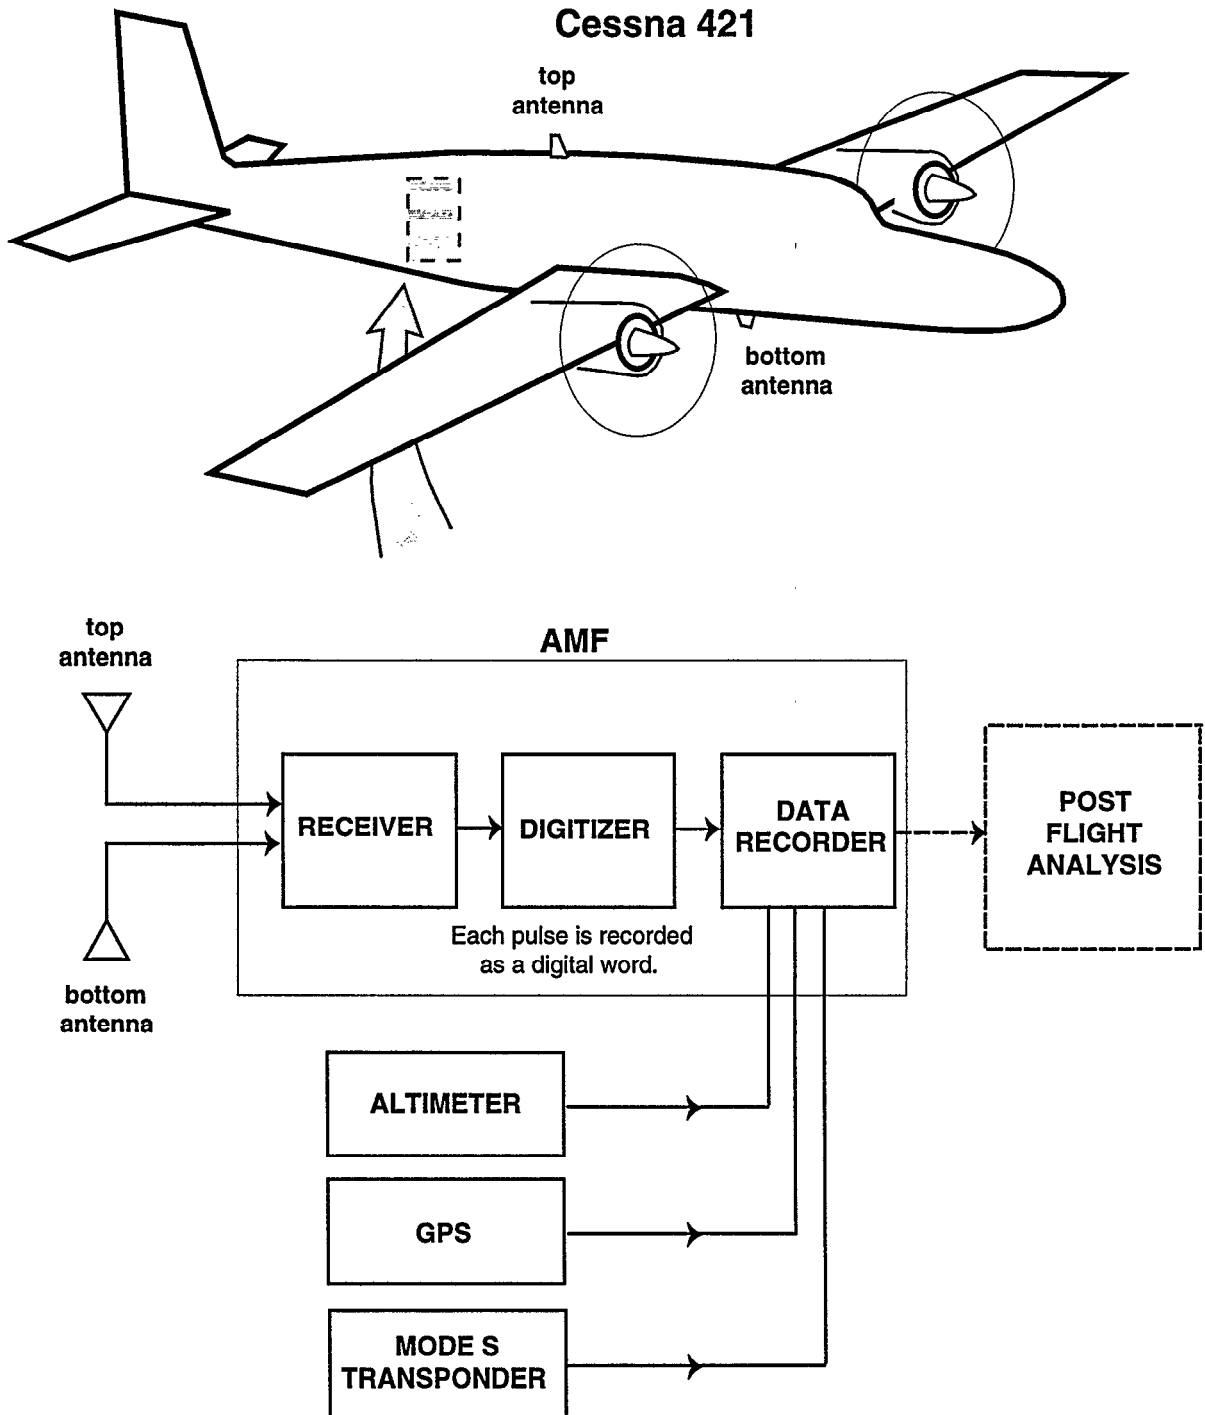 Cessna 421
top
antenna
bottom
antenna
top
antenna
AMF
RECEIVER
DIGITIZER
DATA
RECORDER
POST
FLIGHT
ANALYSIS
Each pulse is recorded
as a digital word.
bottom
antenna
ALTIMETER
GPS
MODE S
TRANSPONDER